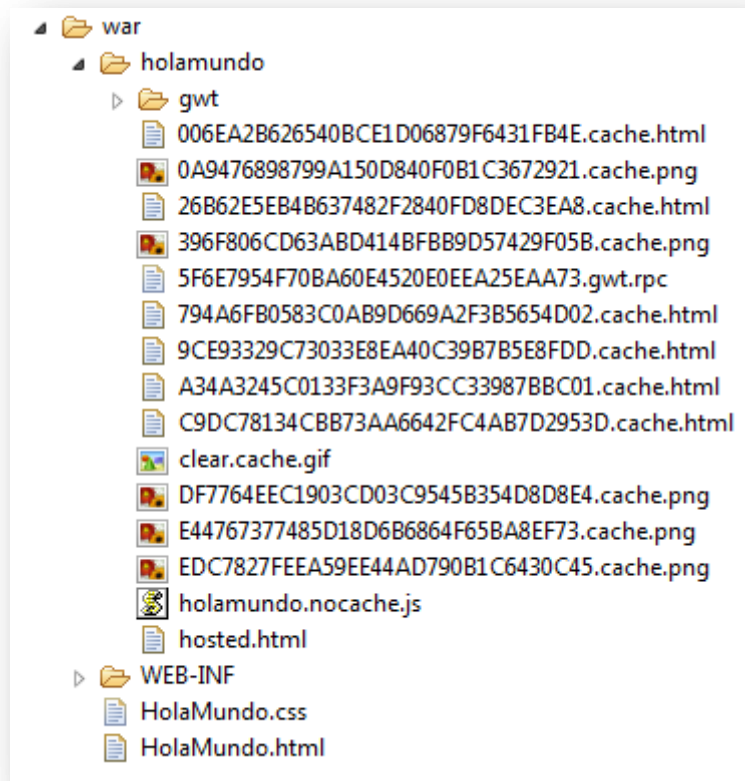 war
holamundo
gwt
006EA2B626540BCE1D06879F6431FB4E.cache.html
0A9476898799A150D840F0B1C3672921.cache.png
26B62E5EB4B637482F2840FD8DEC3EA8.cache.html
396F806CD63ABD414BFBB9D57429F05B.cache.png
5F6E7954F70BA60E4520E0EEA25EAA73.gwt.rpc
794A6FB0583C0AB9D669A2F3B5654D02.cache.html
9CE93329C73033E8EA40C39B7B5E8FDD.cache.html
A34A3245C0133F3A9F93CC33987BBC01.cache.html
C9DC78134CBB73AA6642FC4AB7D2953D.cache.html
clear.cache.gif
DF7764EEC1903CD03C9545B354D8D8E4.cache.png
E44767377485D18D6B6864F65BA8EF73.cache.png
EDC7827FEEA59EE44AD790B1C6430C45.cache.png
holamundo.nocache.js
hosted.html
WEB-INF
HolaMundo.css
HolaMundo.html